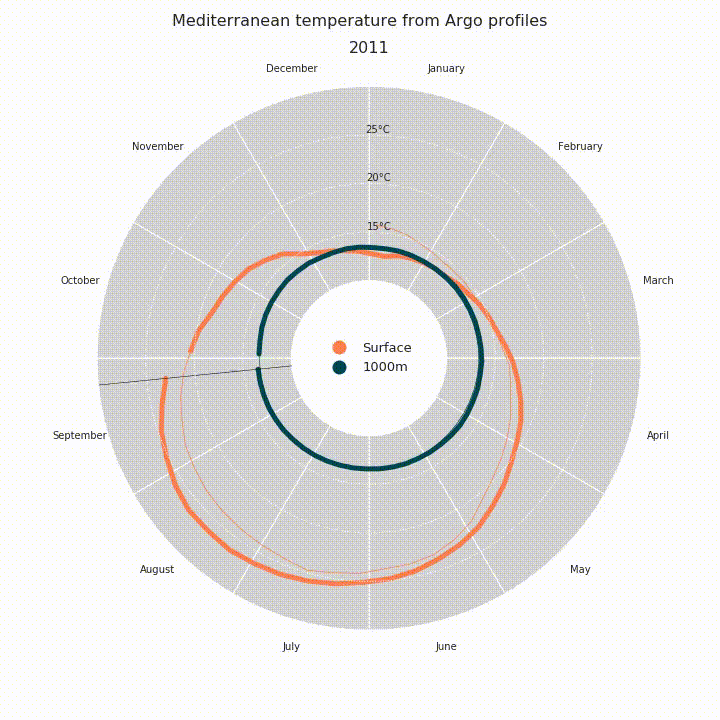 Mediterranean temperature from Argo profiles
2011
December
January
November
February
25°C
20°C
15°C
October
March
Surface
1000m
September
April
August
May
July
June